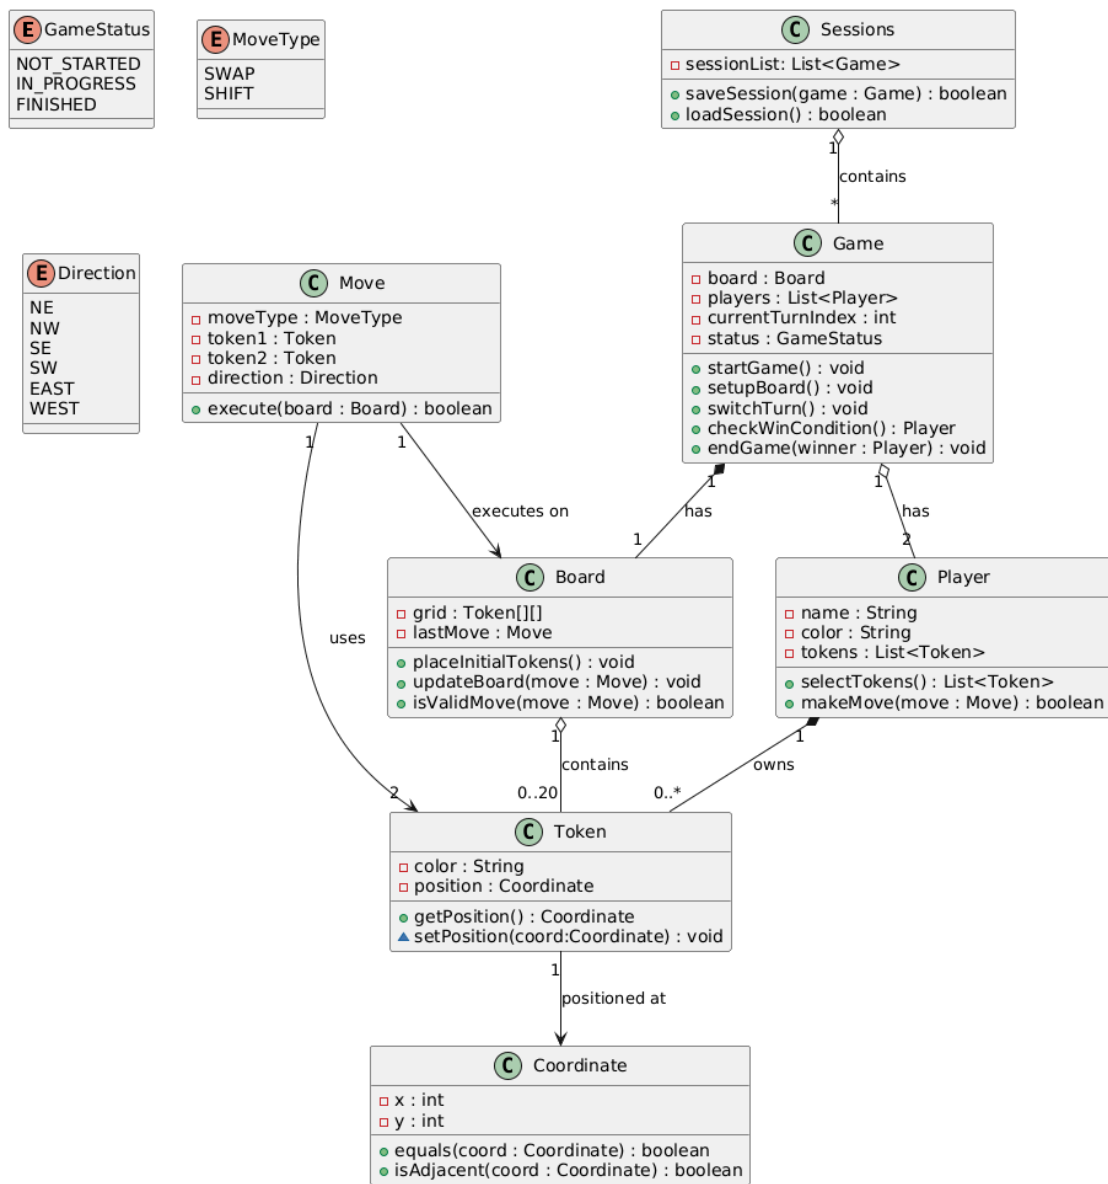 E GameStatus
NOT_STARTED
IN_PROGRESS
FINISHED
E MoveType
SWAP
SHIFT
C Sessions
sessionList: List<Game>
saveSession(game : Game) : boolean
loadSession() : boolean
1
contains
*
E Direction
NE
NW
SE
SW
EAST
WEST
C Move
moveType : MoveType
token1 : Token
token2 : Token
direction : Direction
execute(board : Board) : boolean
C Game
board : Board
players : List<Player>
currentTurnIndex : int
status : GameStatus
startGame() : void
setupBoard() : void
switchTurn() : void
checkWinCondition() : Player
endGame(winner : Player) : void
1
uses
2
1
executes on
1
has
1
1
has
2
C Board
grid : Token[][]
lastMove : Move
placeInitialTokens() : void
updateBoard(move : Move) : void
isValidMove(move : Move) : boolean
C Player
name : String
color : String
tokens : List<Token>
selectTokens() : List<Token>
makeMove(move : Move) : boolean
1
contains
0..20
1
owns
0..*
C Token
color : String
position : Coordinate
getPosition() : Coordinate
setPosition(coord:Coordinate) : void
1
positioned at
C Coordinate
x : int
y : int
equals(coord : Coordinate) : boolean
isAdjacent(coord : Coordinate) : boolean